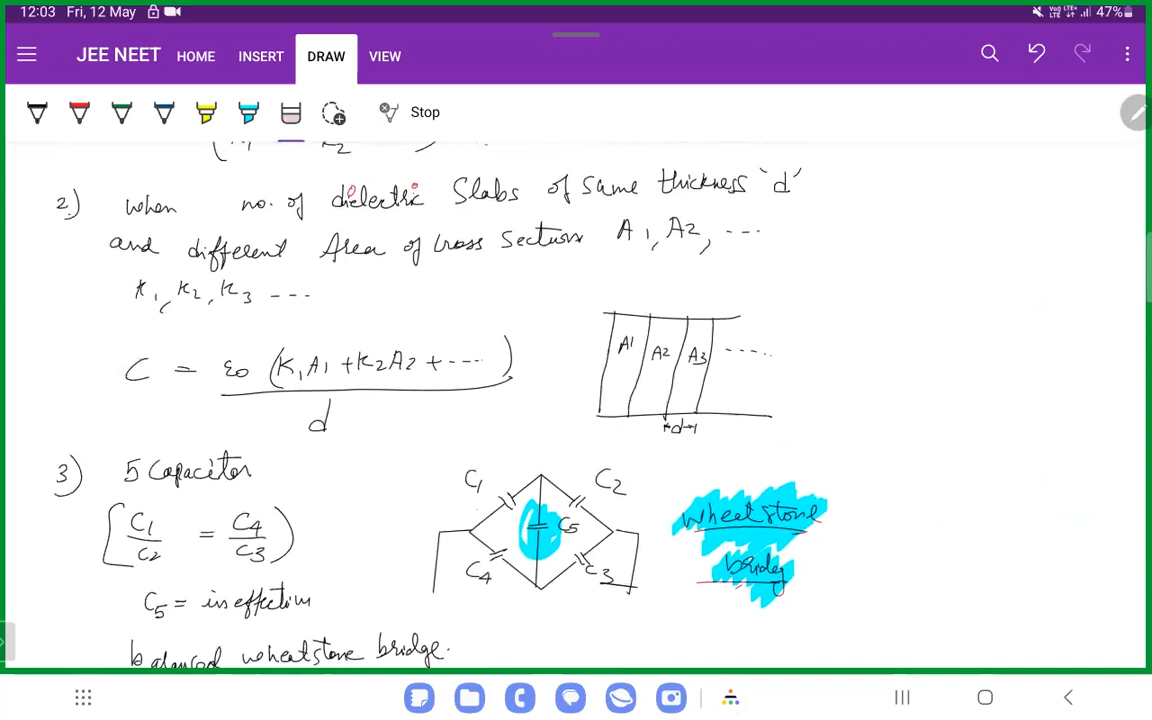 12:03 Fri, 12 May 47%
JEE NEET HOME INSERT DRAW VIEW
Stop
2.) when no. of dielectric Slabs of Same thickness 'd'
and different Area of Cross Section A1, A2, ----
K1, K2, K3 ----
C = ε0 (K1A1 + K2A2 + ----)
d
A1 A2 A3 -----
d
3) 5 Capacitor
C1 C2
[C1/C2 = C4/C3)
C5
C4 C3
wheatstone
bridg
C5 = ineffective
balanced wheatstone bridge.